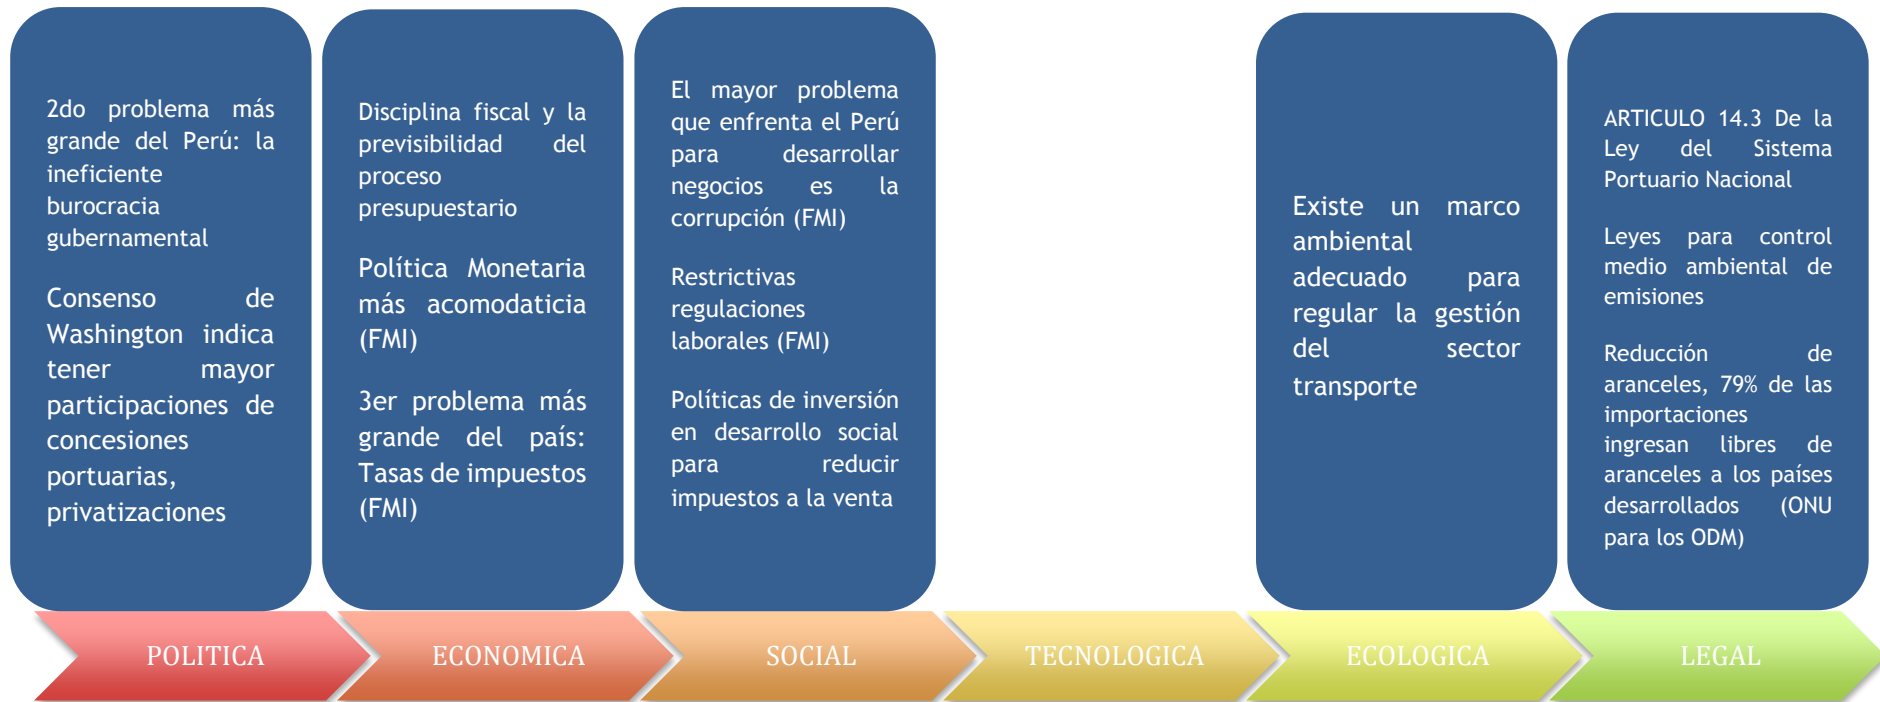 2do problema más
grande del Perú: la
ineficiente
burocracia
gubernamental
Consenso de
Washington indica
tener mayor
participaciones de
concesiones
portuarias,
privatizaciones
Disciplina fiscal y la
previsibilidad del
proceso
presupuestario
Política Monetaria
más acomodaticia
(FMI)
3er problema más
grande del país:
Tasas de impuestos
(FMI)
El mayor problema
que enfrenta el Perú
para desarrollar
negocios es la
corrupción (FMI)
Restrictivas
regulaciones
laborales (FMI)
Políticas de inversión
en desarrollo social
para reducir
impuestos a la venta
Existe un marco
ambiental
adecuado para
regular la gestión
del sector
transporte
ARTICULO 14.3 De la
Ley del Sistema
Portuario Nacional
Leyes para control
medio ambiental de
emisiones
Reducción de
aranceles, 79% de las
importaciones
ingresan libres de
aranceles a los países
desarrollados (ONU
para los ODM)
POLITICA
ECONOMICA
SOCIAL
TECNOLOGICA
ECOLOGICA
LEGAL